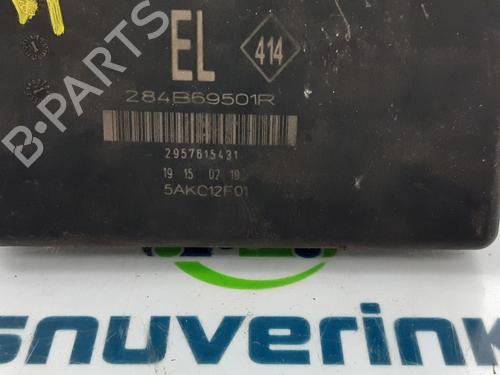 EL 414
284B69501R
2957615431
19 15 02 19
5AKC12F01
B-PARTS
snuverink